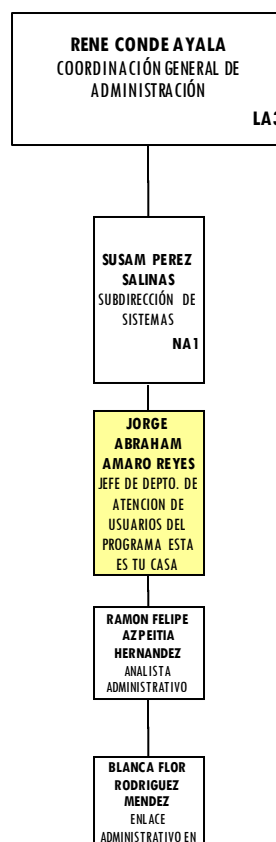 RENE CONDE AYALA
COORDINACIÓN GENERAL DE
ADMINISTRACIÓN
LA3
SUSAM PEREZ
SALINAS
SUBDIRECCIÓN DE
SISTEMAS
NA1
JORGE
ABRAHAM
AMARO REYES
JEFE DE DEPTO. DE
ATENCION DE
USUARIOS DEL
PROGRAMA ESTA
ES TU CASA
RAMON FELIPE
AZPEITIA
HERNANDEZ
ANALISTA
ADMINISTRATIVO
BLANCA FLOR
RODRIGUEZ
MENDEZ
ENLACE
ADMINISTRATIVO EN